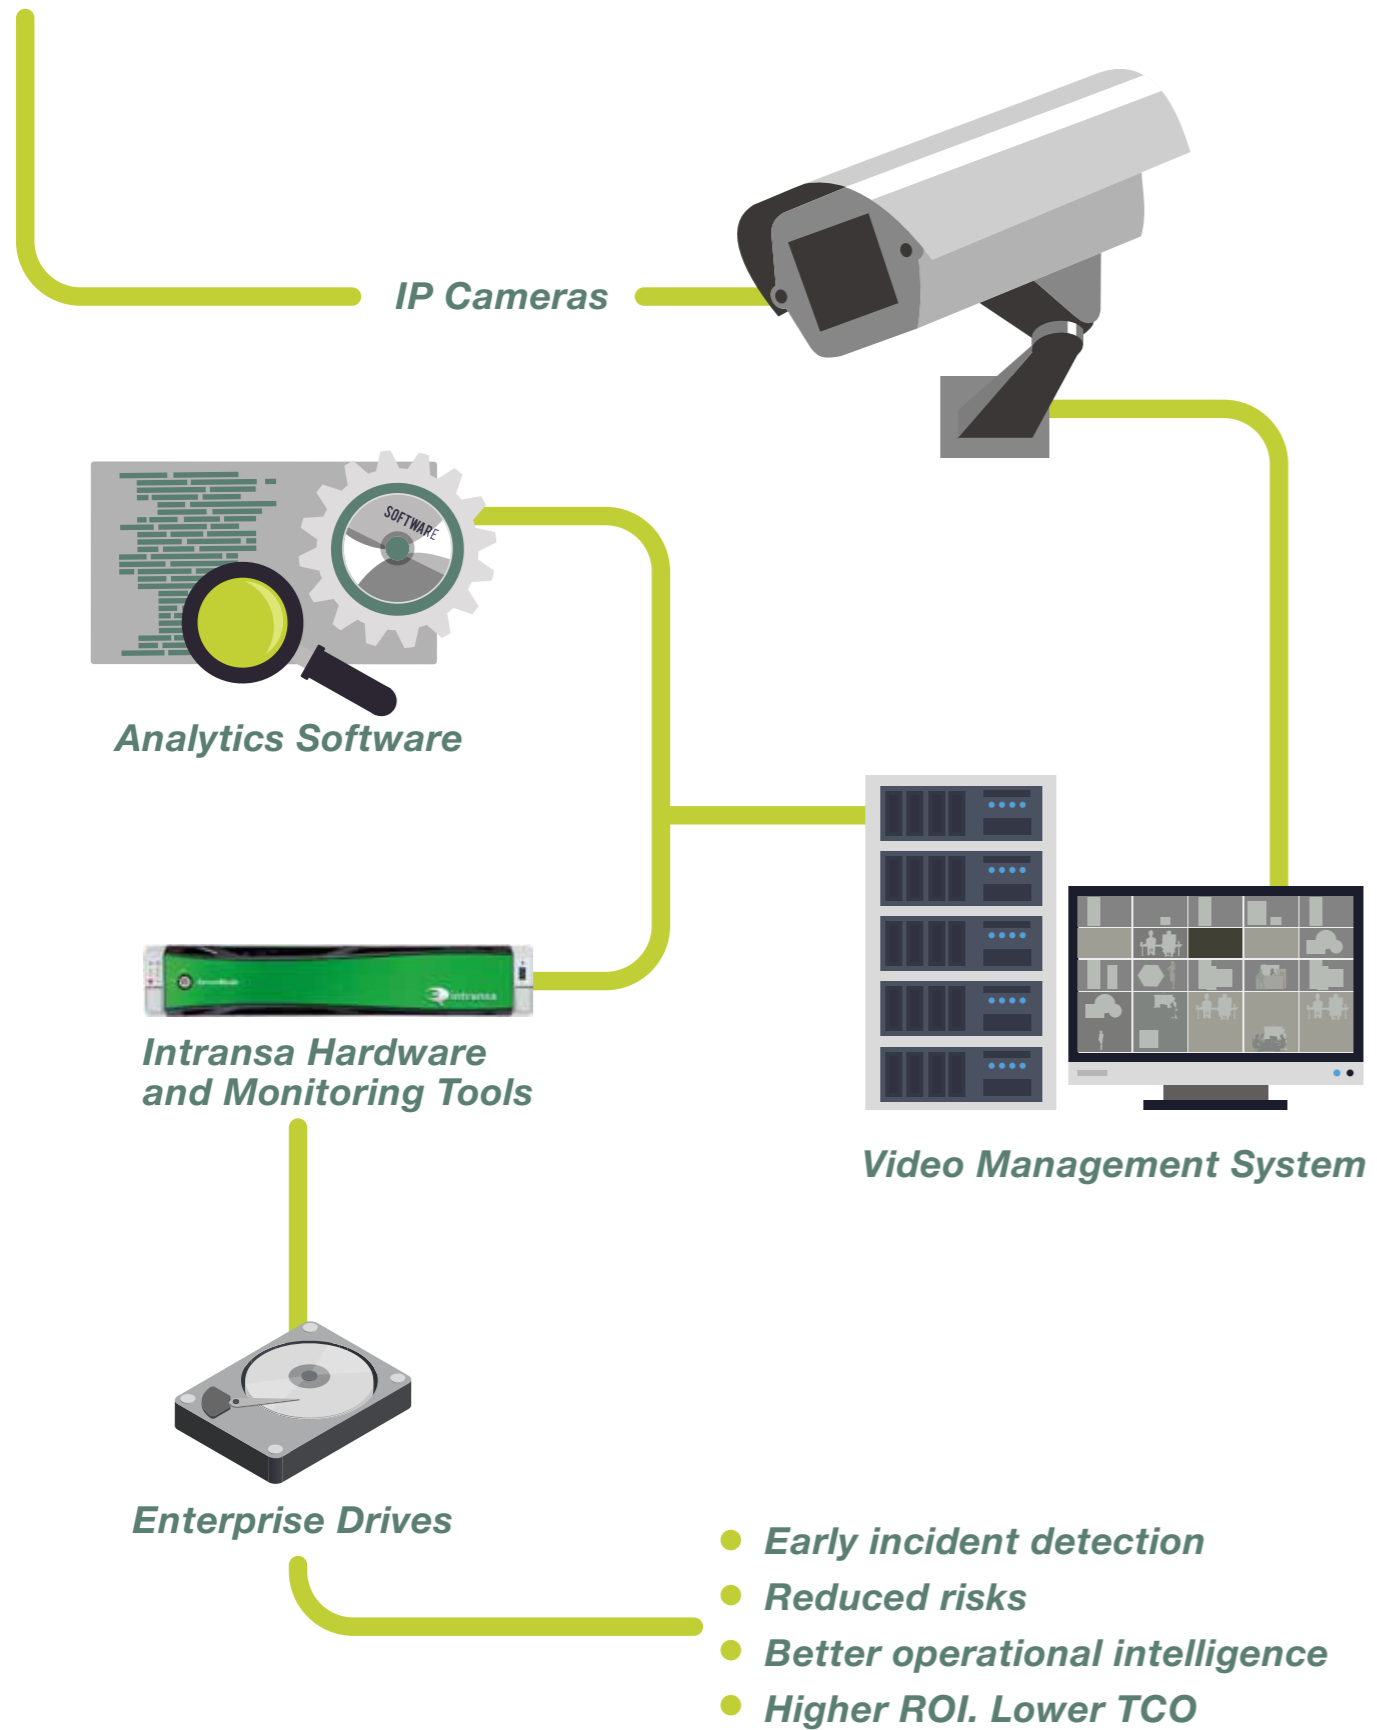 IP Cameras
SOFTWARE
Analytics Software
intransa
Intransa Hardware
and Monitoring Tools
Video Management System
Enterprise Drives
Early incident detection
Reduced risks
Better operational intelligence
Higher ROI. Lower TCO